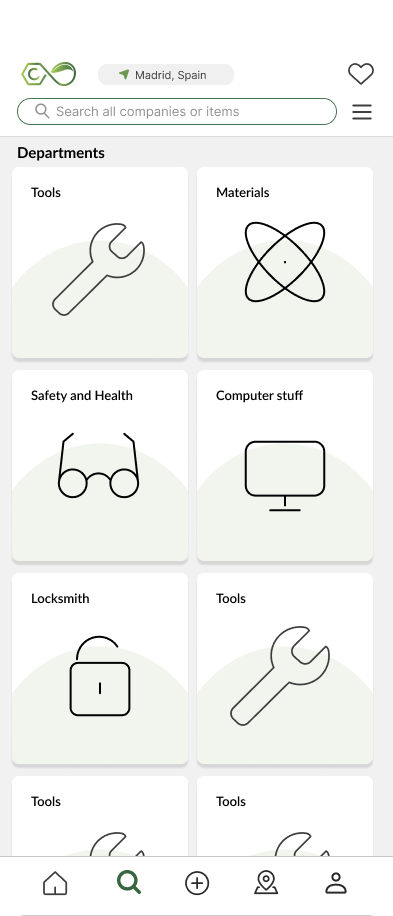 C
Madrid, Spain
Search all companies or items
Departments
Tools
Materials
Safety and Health
Computer stuff
Locksmith
Tools
Tools
Tools